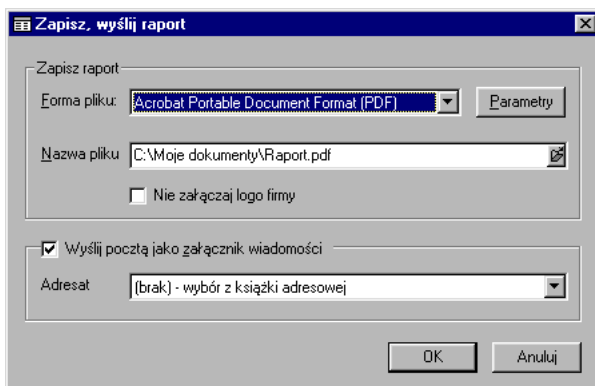 Zapisz, wyślij raport
Zapisz raport
Forma pliku: Acrobat Portable Document Format (PDF) Parametry
Nazwa pliku C:\Moje dokumenty\Raport.pdf
Nie załączaj logo firmy
Wyślij pocztą jako załącznik wiadomości
Adresat (brak) - wybór z książki adresowej
OK Anuluj